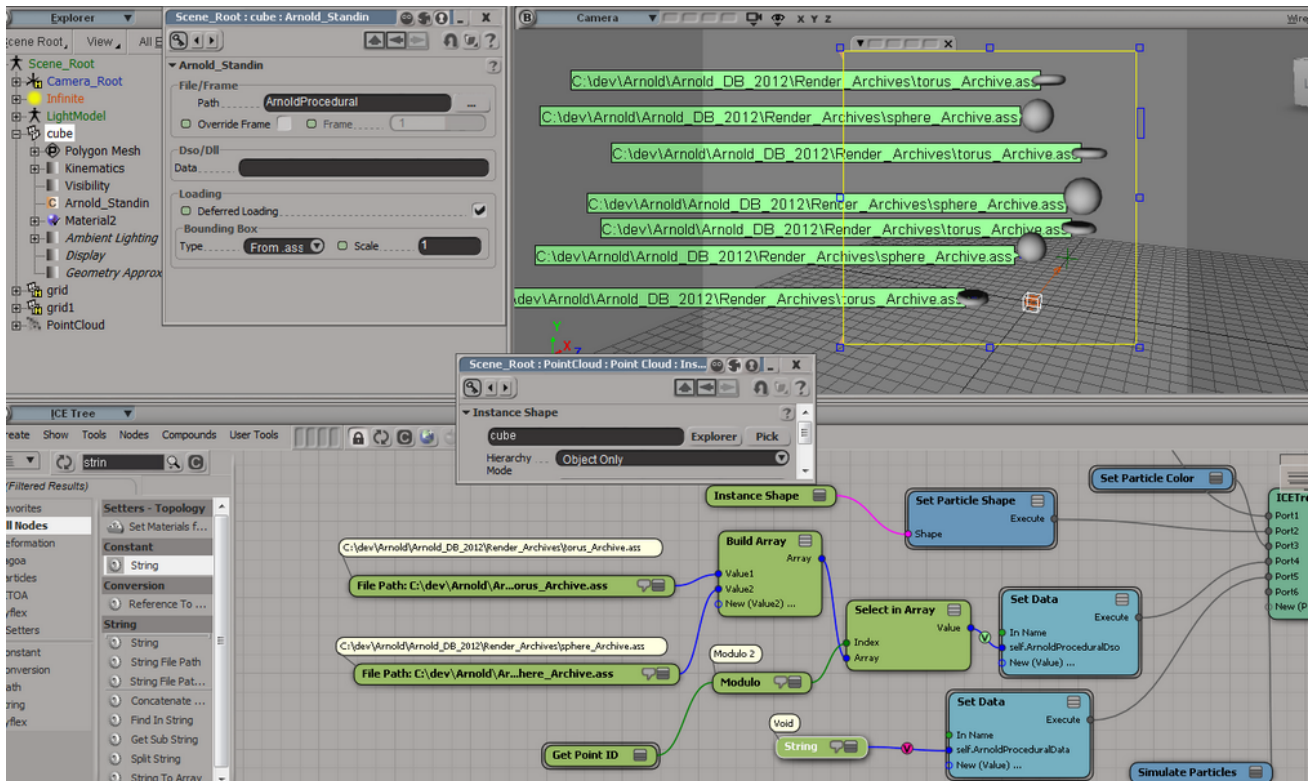 Explorer
Scene Root,
View
All E
Scene_Root
Camera_Root
Infinite
LightModel
cube
Polygon Mesh
Kinematics
Visibility
C Arnold_Standin
Material2
Ambient Lighting
Display
Geometry Approx
grid
grid1
PointCloud
Scene_Root : cube : Arnold_Standin
Arnold_Standin
File/Frame
Path ArnoldProcedural ...
Override Frame Frame 1
Dso/Dll
Data
Loading
Deferred Loading
Bounding Box
Type From .ass Scale 1
B Camera X Y Z
C:\dev\Arnold\Arnold_DB_2012\Render_Archives\torus_Archive.ass
C:\dev\Arnold\Arnold_DB_2012\Render_Archives\sphere_Archive.ass
C:\dev\Arnold\Arnold_DB_2012\Render_Archives\torus_Archive.ass
C:\dev\Arnold\Arnold_DB_2012\Render_Archives\sphere_Archive.ass
C:\dev\Arnold\Arnold_DB_2012\Render_Archives\torus_Archive.ass
C:\dev\Arnold\Arnold_DB_2012\Render_Archives\sphere_Archive.ass
\dev\Arnold\Arnold_DB_2012\Render_Archives\torus_Archive.ass
Y
X
Z
Scene_Root : PointCloud : Point Cloud : Ins...
Instance Shape
cube Explorer Pick
Hierarchy Mode Object Only
ICE Tree
reate Show Tools Nodes Compounds User Tools
strin
(Filtered Results)
avorites
ll Nodes
eformation
agoa
articles
ITOA
yflex
Setters
onstant
onversion
ath
ring
yflex
Setters - Topology
Set Materials f...
Constant
String
Conversion
Reference To ...
String
String
String File Path
String File Pat...
Concatenate ...
Find In String
Get Sub String
Split String
String To Array
C:\dev\Arnold\Arnold_DB_2012\Render_Archives\torus_Archive.ass
File Path: C:\dev\Arnold\Ar...orus_Archive.ass
C:\dev\Arnold\Arnold_DB_2012\Render_Archives\sphere_Archive.ass
File Path: C:\dev\Arnold\Ar...here_Archive.ass
Get Point ID
Instance Shape
Build Array
Array
Value1
Value2
New (Value2) ...
Modulo 2
Modulo
Void
String
V
Select in Array
Value
Index
Array
V
Set Particle Shape
Execute
Shape
Set Data
Execute
In Name
self.ArnoldProceduralDso
New (Value) ...
Set Data
Execute
In Name
self.ArnoldProceduralData
New (Value) ...
Set Particle Color
ICETre
Port1
Port2
Port3
Port4
Port5
Port6
New (P
Simulate Particles